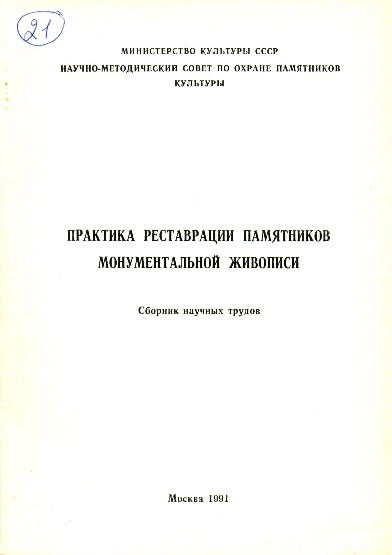 21
МИНИСТЕРСТВО КУЛЬТУРЫ СССР
НАУЧНО-МЕТОДИЧЕСКИЙ СОВЕТ ПО ОХРАНЕ ПАМЯТНИКОВ
КУЛЬТУРЫ
ПРАКТИКА РЕСТАВРАЦИИ ПАМЯТНИКОВ
МОНУМЕНТАЛЬНОЙ ЖИВОПИСИ
Сборник научных трудов
Москва 1991